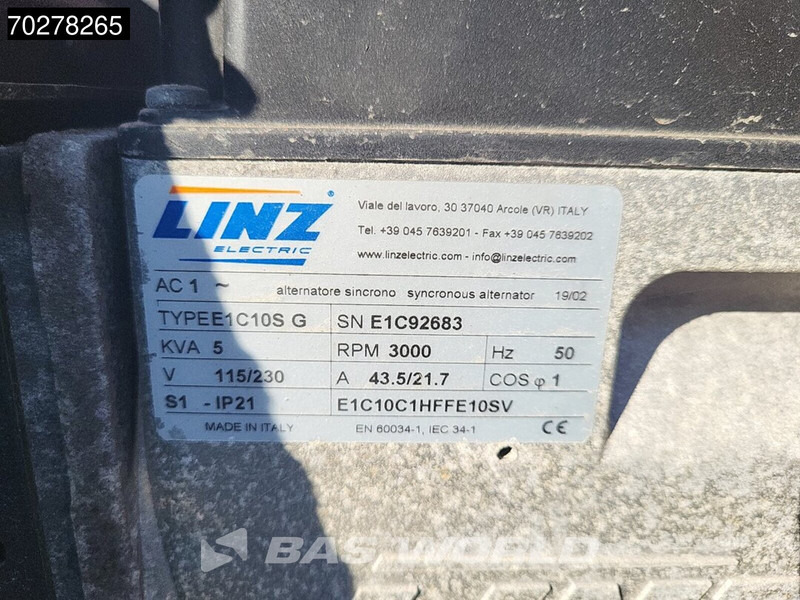 70278265
LINZ ®
ELECTRIC
Viale del lavoro, 30 37040 Arcole (VR) ITALY
Tel. +39 045 7639201 - Fax +39 045 7639202
www.linzelectric.com - info@linzelectric.com
AC 1 ~ alternatore sincrono syncronous alternator 19/02
TYPE E1C10S G SN E1C92683
KVA 5 RPM 3000 Hz 50
V 115/230 A 43.5/21.7 COS φ 1
S1 - IP21 E1C10C1HFFE10SV
MADE IN ITALY EN 60034-1, IEC 34-1 CE
BAS WORLD